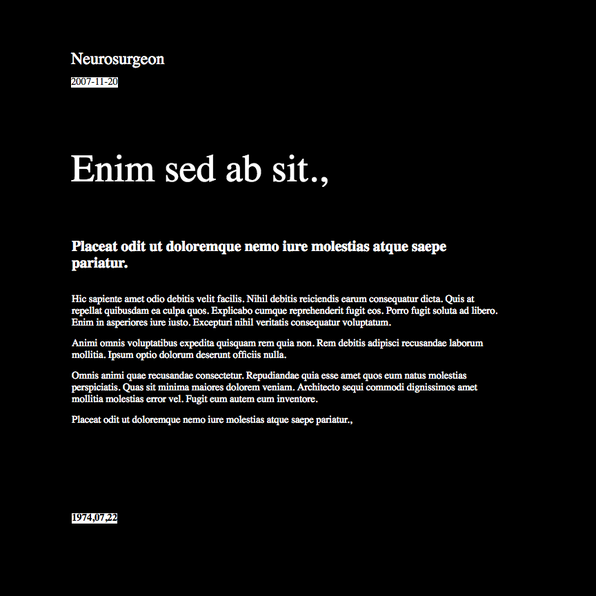 Neurosurgeon
2007-11-20
Enim sed ab sit.,
Placeat odit ut doloremque nemo iure molestias atque saepe
pariatur.
Hic sapiente amet odio debitis velit facilis. Nihil debitis reiciendis earum consequatur dicta. Quis at
repellat quibusdam ea culpa quos. Explicabo cumque reprehenderit fugit eos. Porro fugit soluta ad libero.
Enim in asperiores iure iusto. Excepturi nihil veritatis consequatur voluptatum.
Animi omnis voluptatibus expedita quisquam rem quia non. Rem debitis adipisci recusandae laborum
mollitia. Ipsum optio dolorum deserunt officiis nulla.
Omnis animi quae recusandae consectetur. Repudiandae quia esse amet quos eum natus molestias
perspiciatis. Quas sit minima maiores dolorem veniam. Architecto sequi commodi dignissimos amet
mollitia molestias error vel. Fugit eum autem eum inventore.
Placeat odit ut doloremque nemo iure molestias atque saepe pariatur.,
1974,07,22